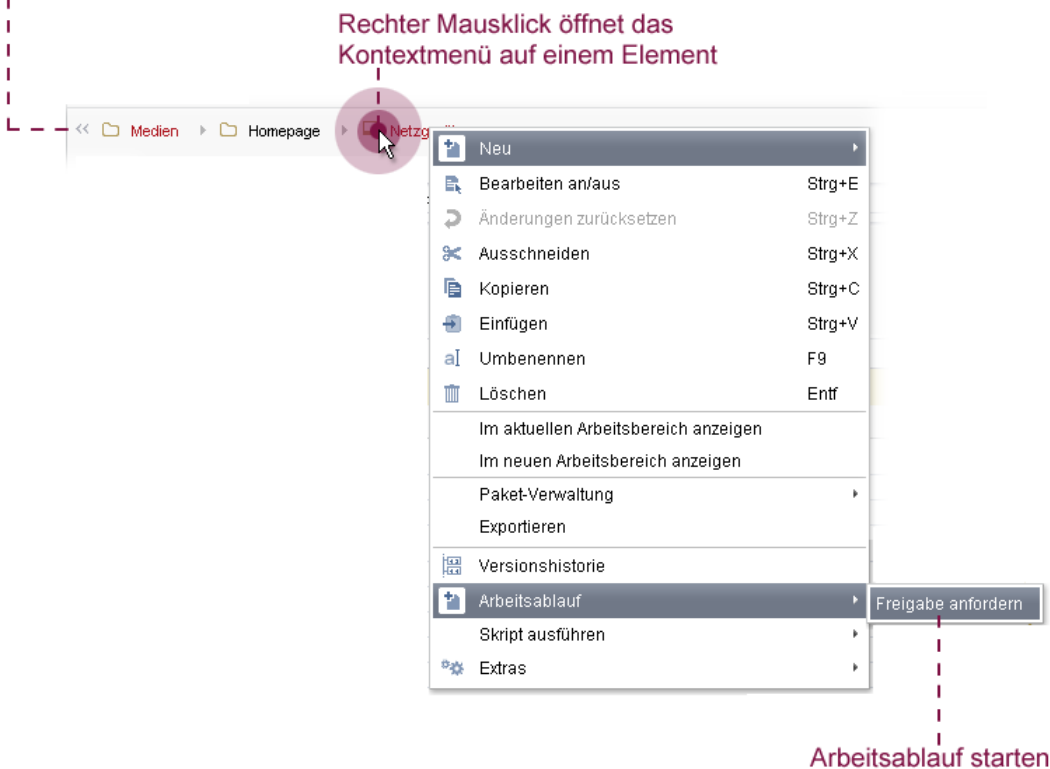 Rechter Mausklick öffnet das
Kontextmenü auf einem Element
Medien Homepage
Neu
Bearbeiten an/aus Strg+E
Änderungen zurücksetzen Strg+Z
Ausschneiden Strg+X
Kopieren Strg+C
Einfügen Strg+V
Umbenennen F9
Löschen Entf
Im aktuellen Arbeitsbereich anzeigen
Im neuen Arbeitsbereich anzeigen
Paket-Verwaltung
Exportieren
Versionshistorie
Arbeitsablauf Freigabe anfordern
Skript ausführen
Extras
Arbeitsablauf starten